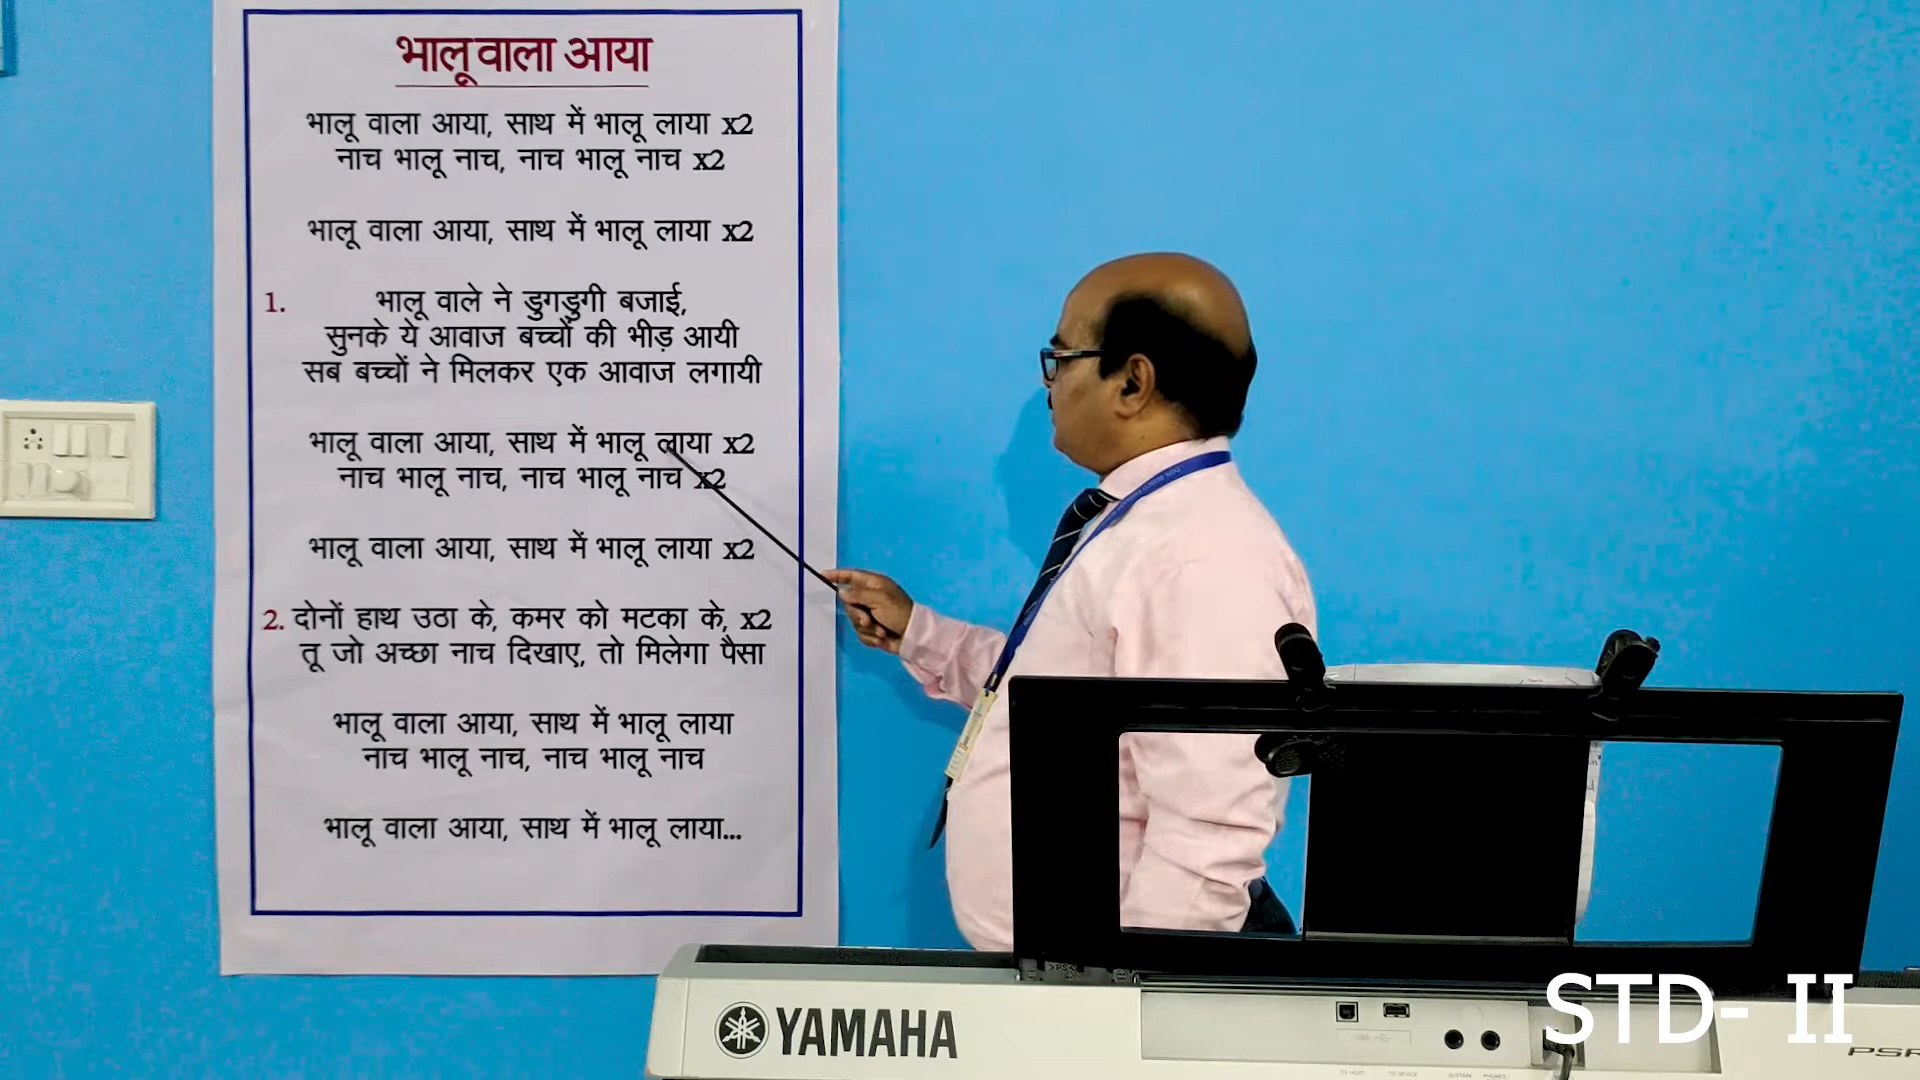 भालू वाला आया
भालू वाला आया, साथ में भालू लाया x2
नाच भालू नाच, नाच भालू नाच x2
भालू वाला आया, साथ में भालू लाया x2
1. भालू वाले ने डुगडुगी बजाई,
सुनके ये आवाज बच्चों की भीड़ आयी
सब बच्चों ने मिलकर एक आवाज लगायी
भालू वाला आया, साथ में भालू लाया x2
नाच भालू नाच, नाच भालू नाच x2
भालू वाला आया, साथ में भालू लाया x2
2. दोनों हाथ उठा के, कमर को मटका के, x2
तू जो अच्छा नाच दिखाए, तो मिलेगा पैसा
भालू वाला आया, साथ में भालू लाया
नाच भालू नाच, नाच भालू नाच
भालू वाला आया, साथ में भालू लाया...
YAMAHA
STD- II
PSR